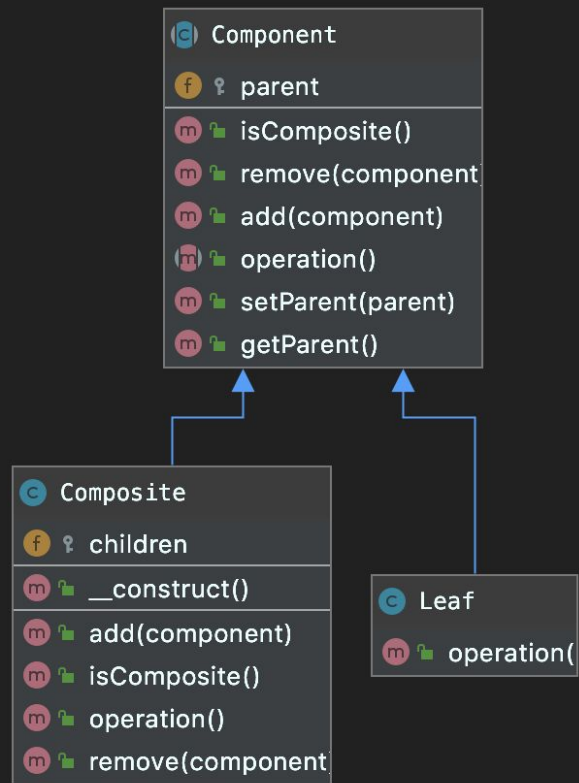 Component
parent
isComposite()
remove(component
add(component)
operation()
setParent(parent)
getParent()
Composite
children
__construct()
add(component)
isComposite()
operation()
remove(component
Leaf
operation(